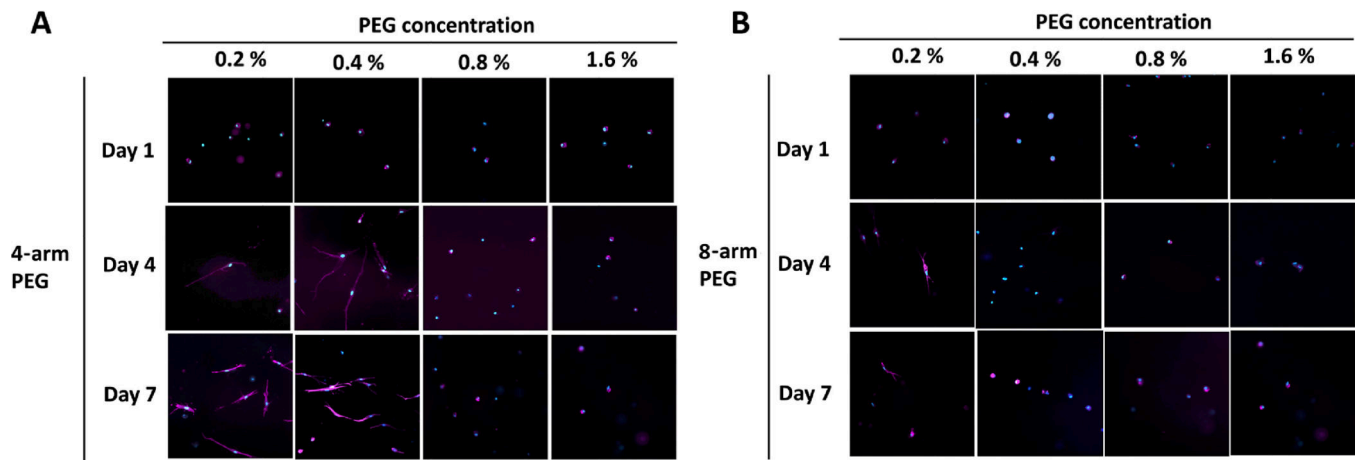 A
PEG concentration
0.2 %
0.4 %
0.8 %
1.6 %
4-arm
PEG
Day 1
Day 4
Day 7
B
PEG concentration
0.2 %
0.4 %
0.8 %
1.6 %
8-arm
PEG
Day 1
Day 4
Day 7